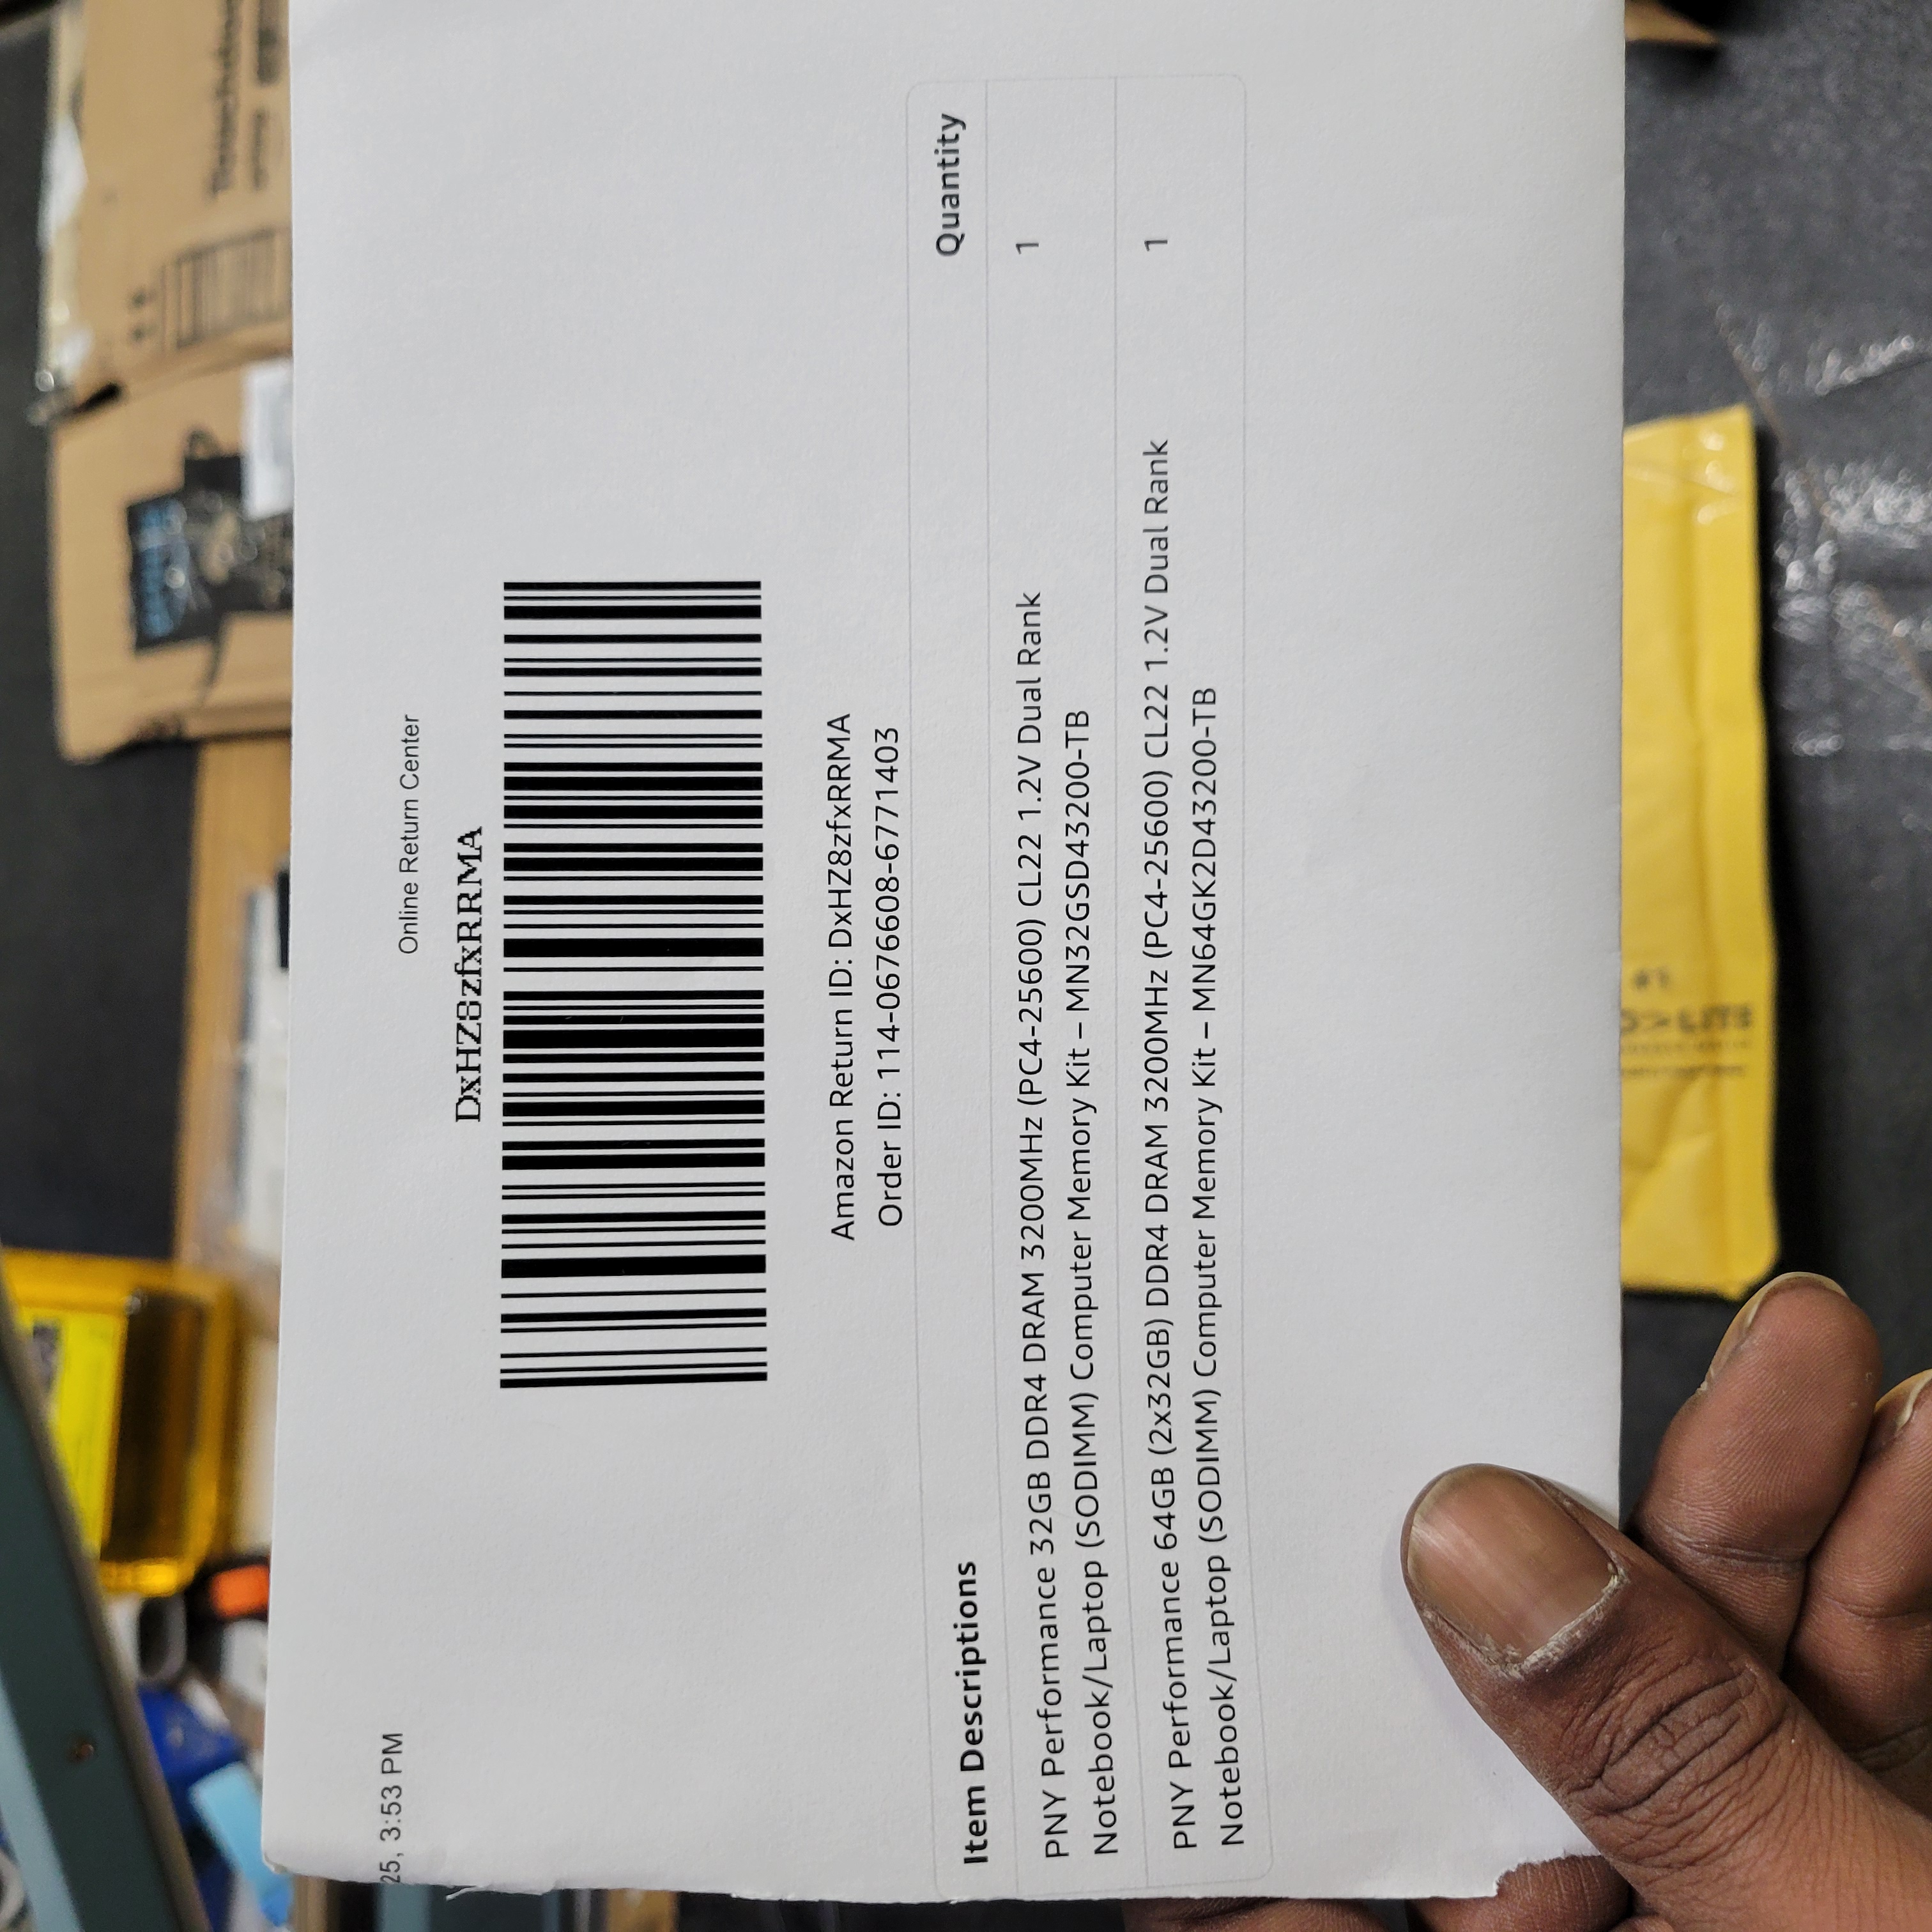 25, 3:53 PM
Online Return Center
DxHZ8zfxRRMA
Amazon Return ID: DxHZ8zfxRRMA
Order ID: 114-0676608-6771403
Item Descriptions Quantity
PNY Performance 32GB DDR4 DRAM 3200MHz (PC4-25600) CL22 1.2V Dual Rank 1
Notebook/Laptop (SODIMM) Computer Memory Kit – MN32GSD43200-TB
PNY Performance 64GB (2x32GB) DDR4 DRAM 3200MHz (PC4-25600) CL22 1.2V Dual Rank 1
Notebook/Laptop (SODIMM) Computer Memory Kit – MN64GK2D43200-TB